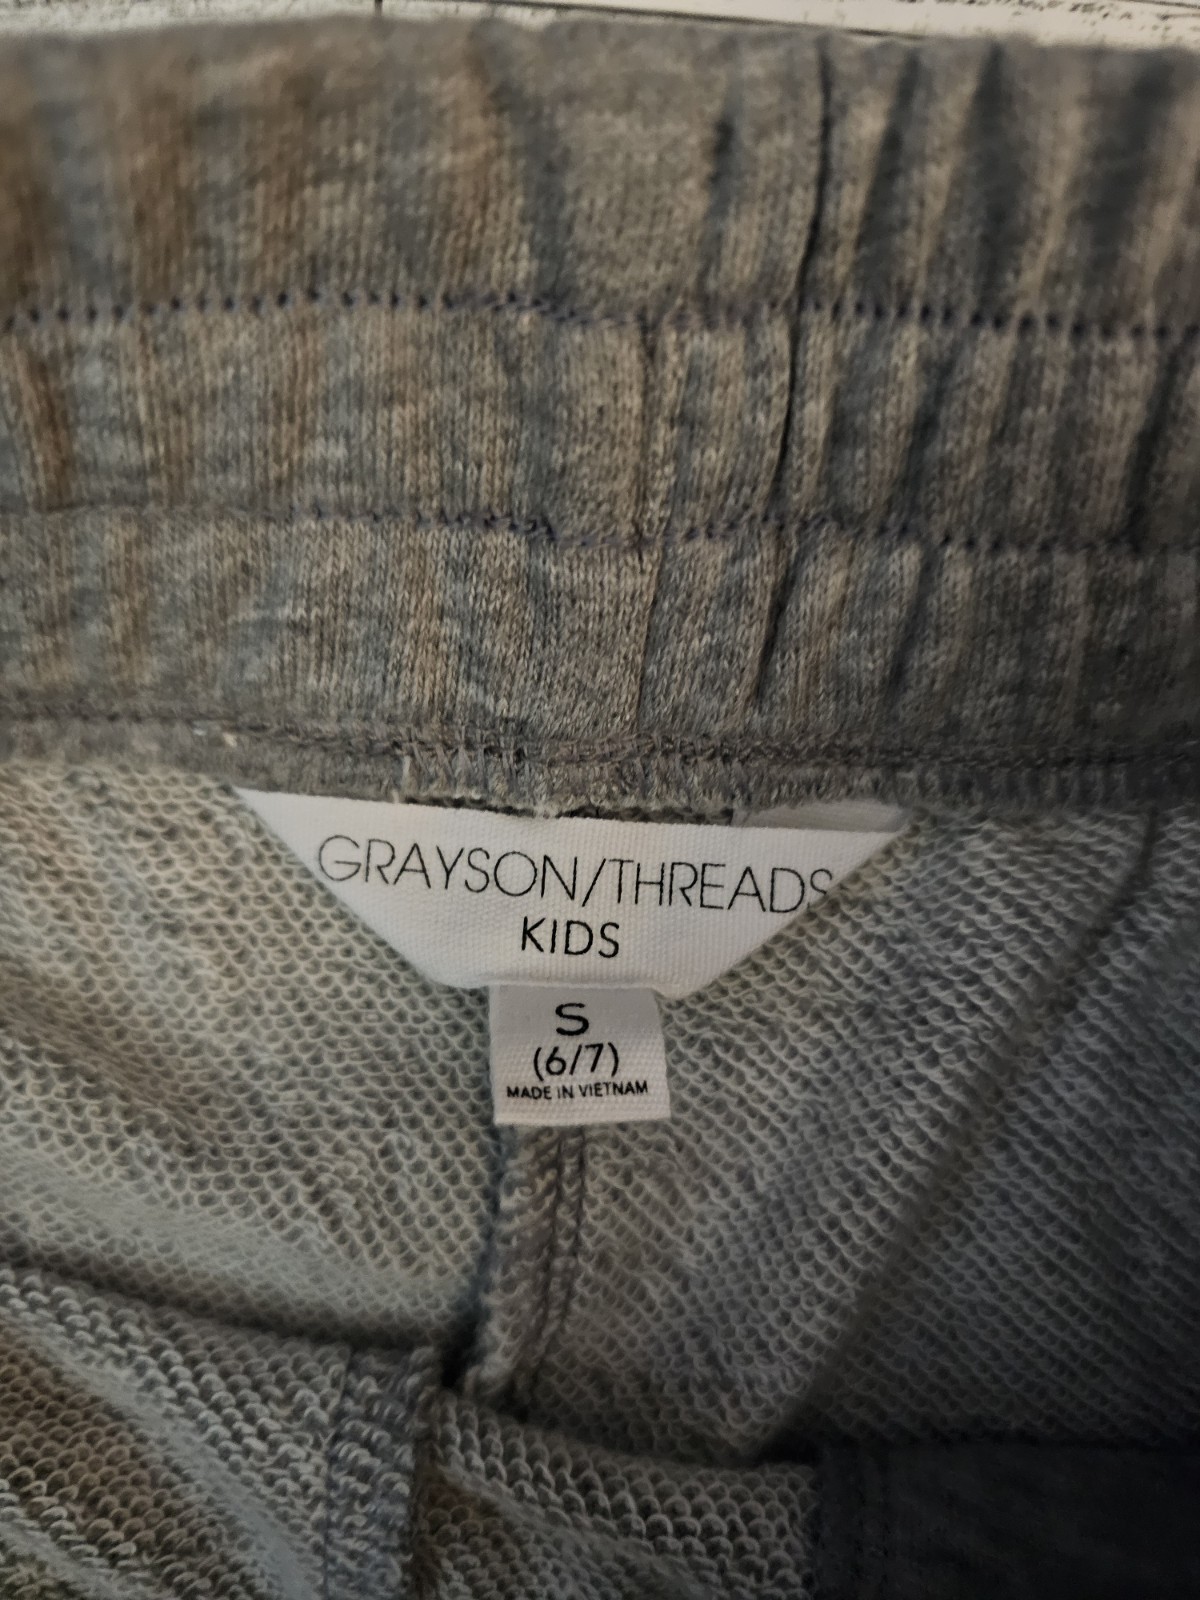 GRAYSON/THREADS
KIDS
S
(6/7)
MADE IN VIETNAM